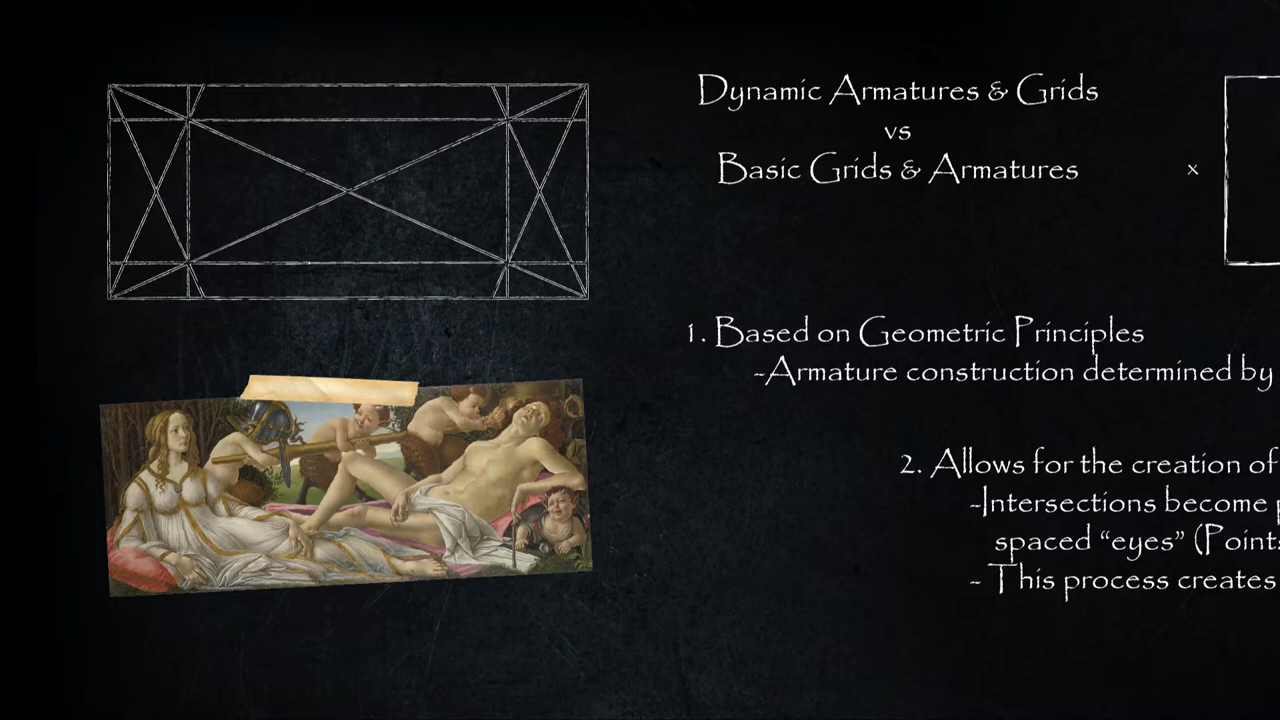 Dynamic Armatures & Grids
vs
Basic Grids & Armatures
x
1. Based on Geometric Principles
-Armature construction determined by
2. Allows for the creation of
-Intersections become
spaced “eyes” (Point
- This process creates